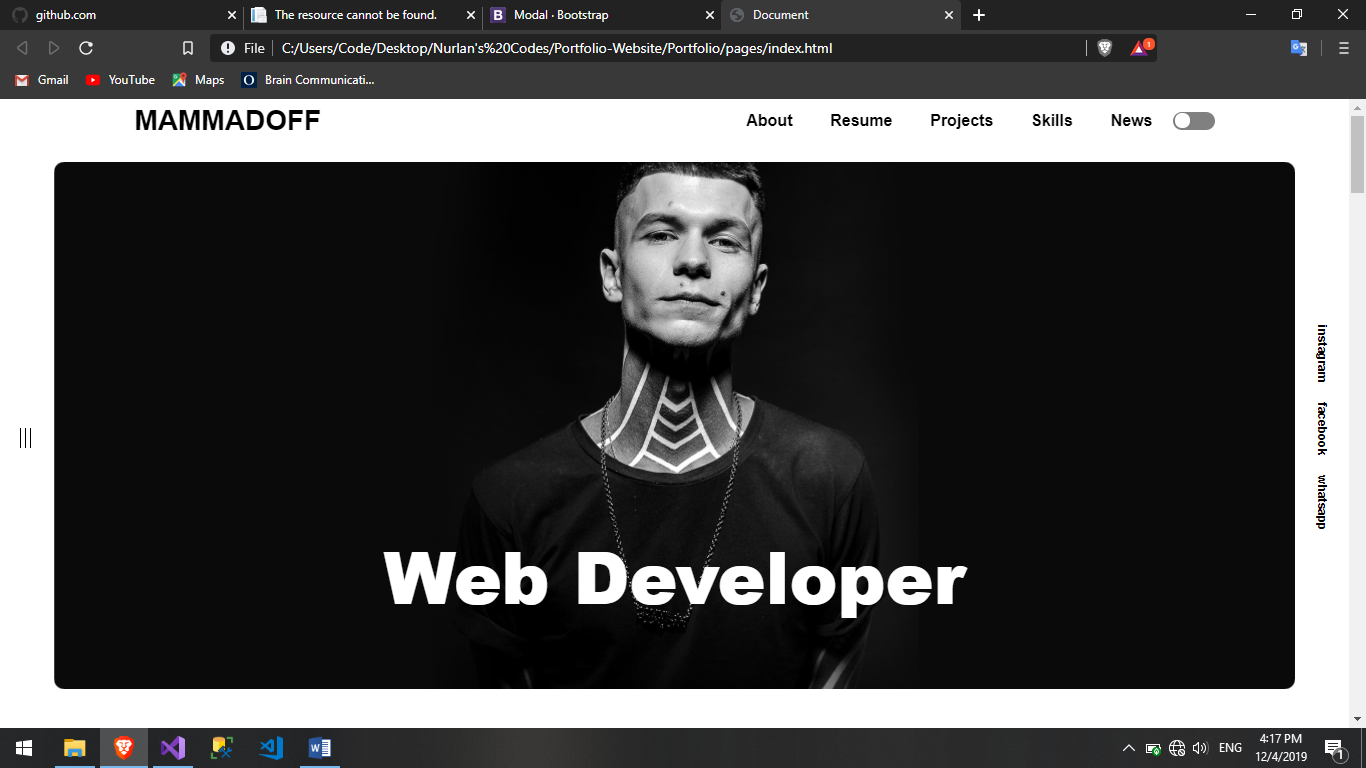 github.com
The resource cannot be found.
B Modal · Bootstrap
Document
File C:/Users/Code/Desktop/Nurlan's%20Codes/Portfolio-Website/Portfolio/pages/index.html
1
Gmail YouTube Maps O Brain Communicati...
MAMMADOFF
About Resume Projects Skills News
instagram
facebook
whatsapp
Web Developer
W
ENG
4:17 PM
12/4/2019
1